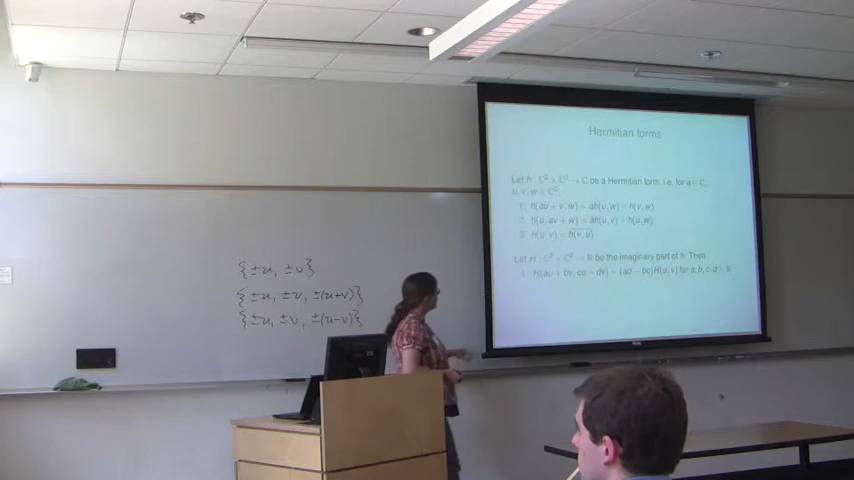 {±u, ±v}
{±u, ±v, ±(u+v)}
{±u, ±v, ±(u-v)}
Hermitian forms
Let h : ℂ² × ℂ² → ℂ be a Hermitian form. i.e. for a ∈ ℂ,
u, v, w ∈ ℂ²,
1. h(au + v, w) = ah(u, w) + h(v, w)
2. h(u, av + w) = āh(u, v) + h(u, w)
3. h(u, v) = \overline{h(v, u)}
Let H : ℂ² × ℂ² → ℝ be the imaginary part of h. Then
1. H(au + bv, cu + dv) = (ad − bc)H(u, v) for a, b, c, d ∈ ℝ.